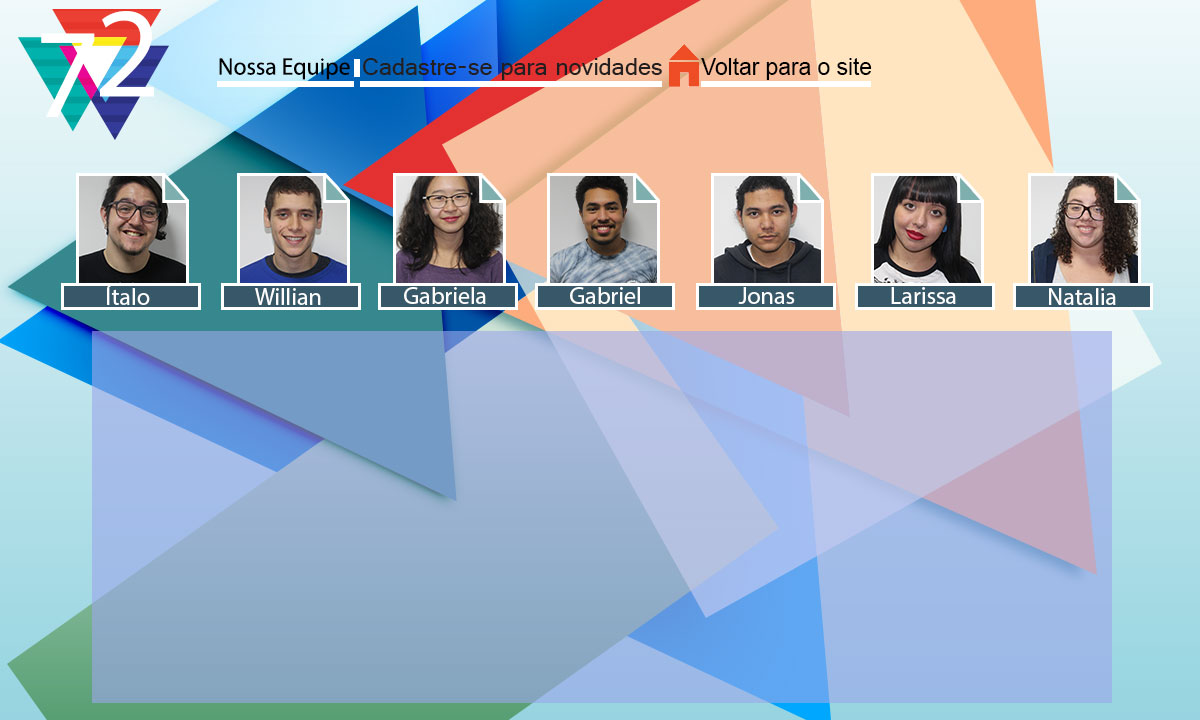 72
Nossa Equipe Cadastre-se para novidades Voltar para o site
Ítalo Willian Gabriela Gabriel Jonas Larissa Natalia